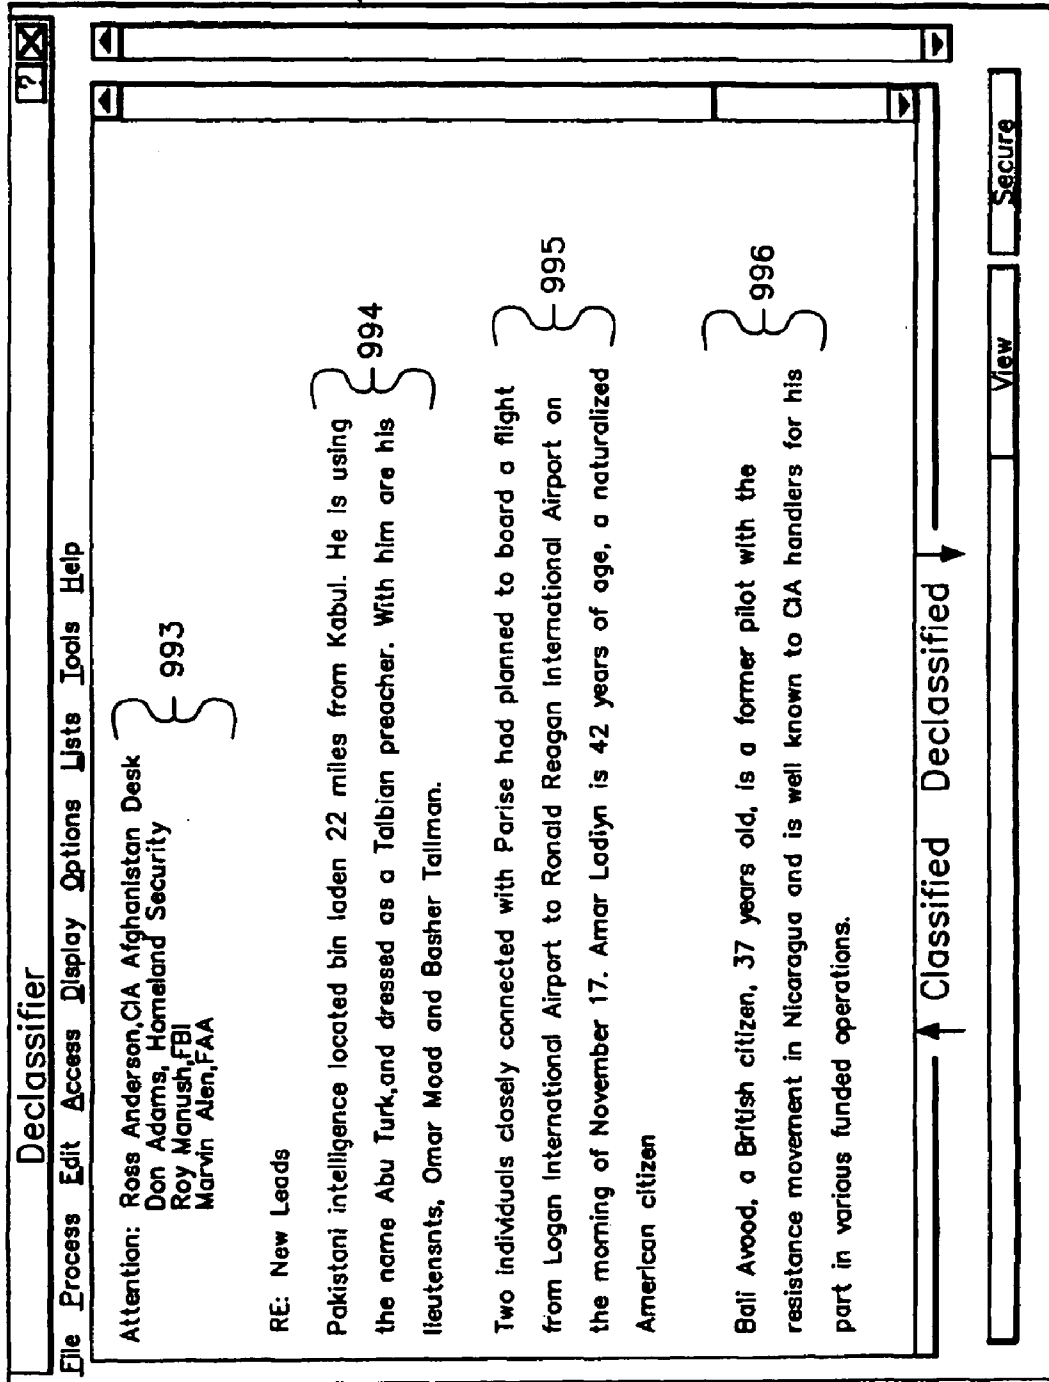 Declassifier
? X
File Process Edit Access Display Options Lists Tools Help
Attention: Ross Anderson,CIA Afghanistan Desk
Don Adams, Homeland Security
Roy Manush,FBI
Marvin Alen,FAA
993
RE: New Leads
Pakistani intelligence located bin laden 22 miles from Kabul. He is using
the name Abu Turk,and dressed as a Talbian preacher. With him are his
lieutensnts, Omar Moad and Basher Tallman.
994
Two individuals closely connected with Parise had planned to board a flight
from Logan International Airport to Ronald Reagan International Airport on
the morning of November 17. Amar Ladiyn is 42 years of age, a naturalized
American citizen
995
Bali Avood, a British citizen, 37 years old, is a former pilot with the
resistance movement in Nicaragua and is well known to CIA handlers for his
part in various funded operations.
996
Classified Declassified
View Secure